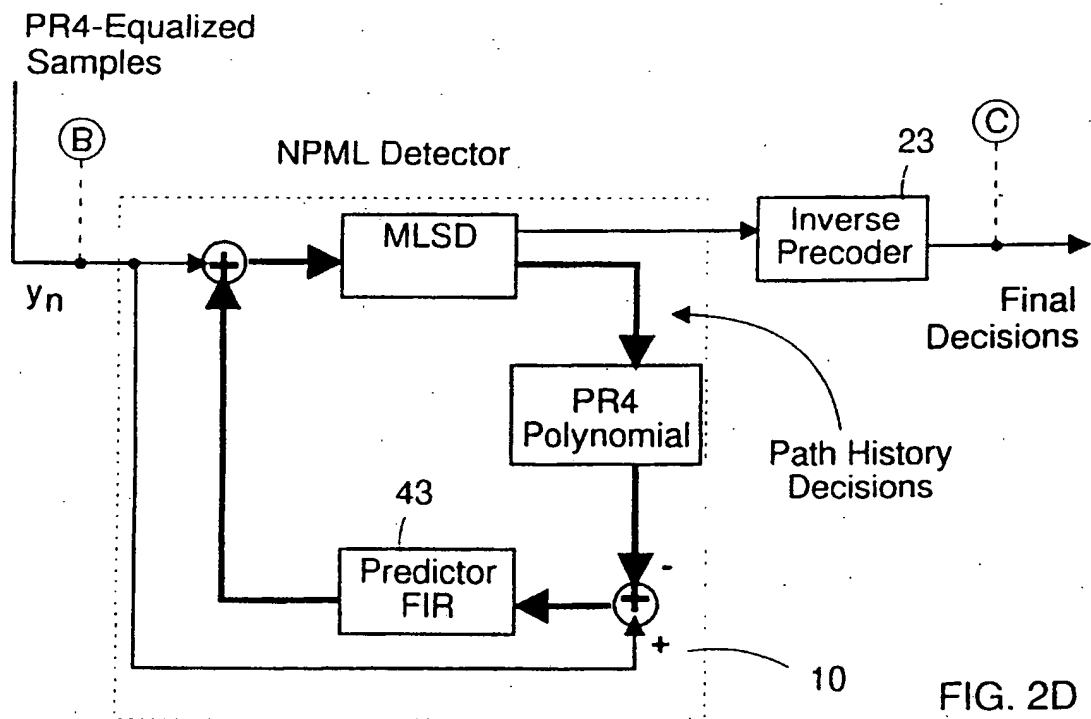 PR4-Equalized
Samples
B
C
23
NPML Detector
MLSD
Inverse
Precoder
+
yn
Final
Decisions
PR4
Polynomial
Path History
Decisions
43
Predictor
FIR
-
+
+
10
FIG. 2D